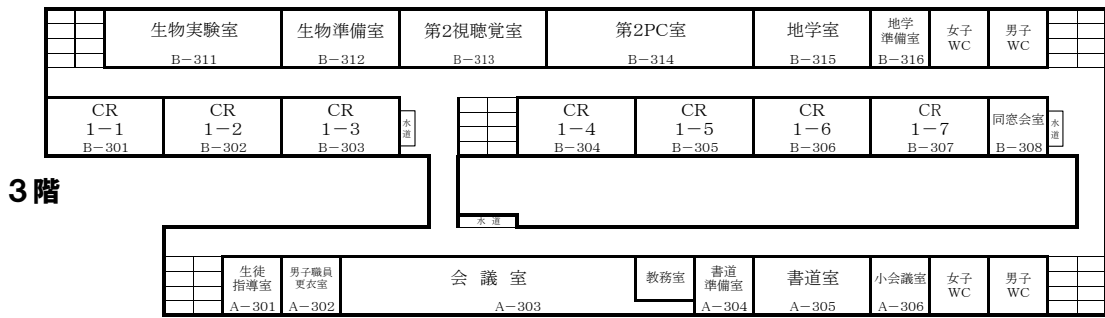 生物実験室
B-311
生物準備室
B-312
第2視聴覚室
B-313
第2PC室
B-314
地学室
B-315
地学
準備室
B-316
女子
WC
男子
WC
CR
1-1
B-301
CR
1-2
B-302
CR
1-3
B-303
水道
CR
1-4
B-304
CR
1-5
B-305
CR
1-6
B-306
CR
1-7
B-307
同窓会室
B-308
水道
3階
水道
生徒
指導室
A-301
男子職員
更衣室
A-302
会議室
A-303
教務室
書道
準備室
A-304
書道室
A-305
小会議室
A-306
女子
WC
男子
WC